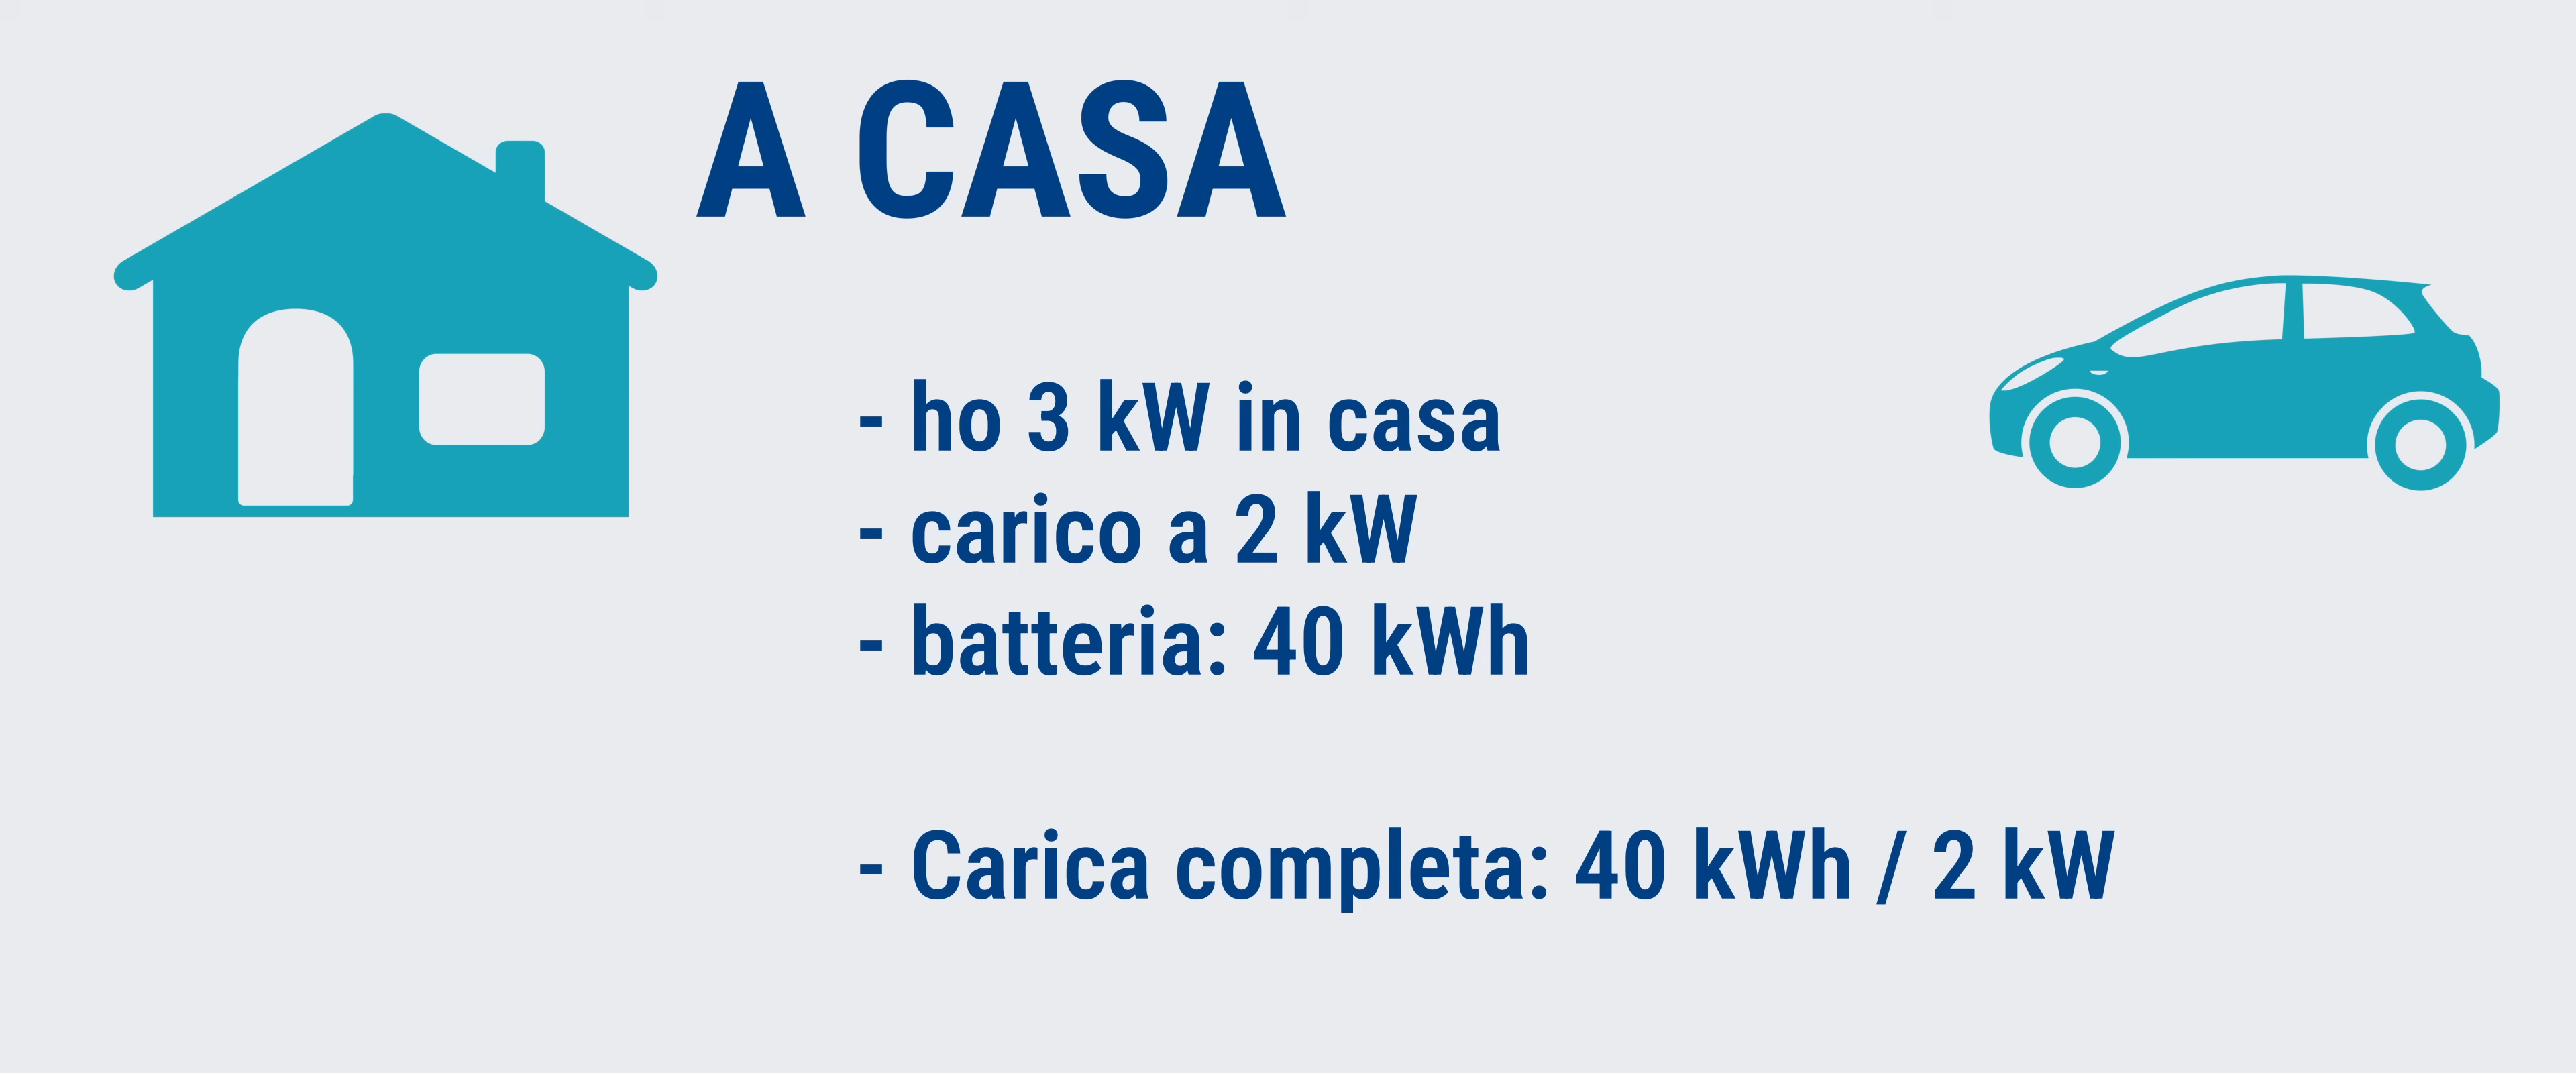 A CASA
- ho 3 kW in casa
- carico a 2 kW
- batteria: 40 kWh
- Carica completa: 40 kWh / 2 kW